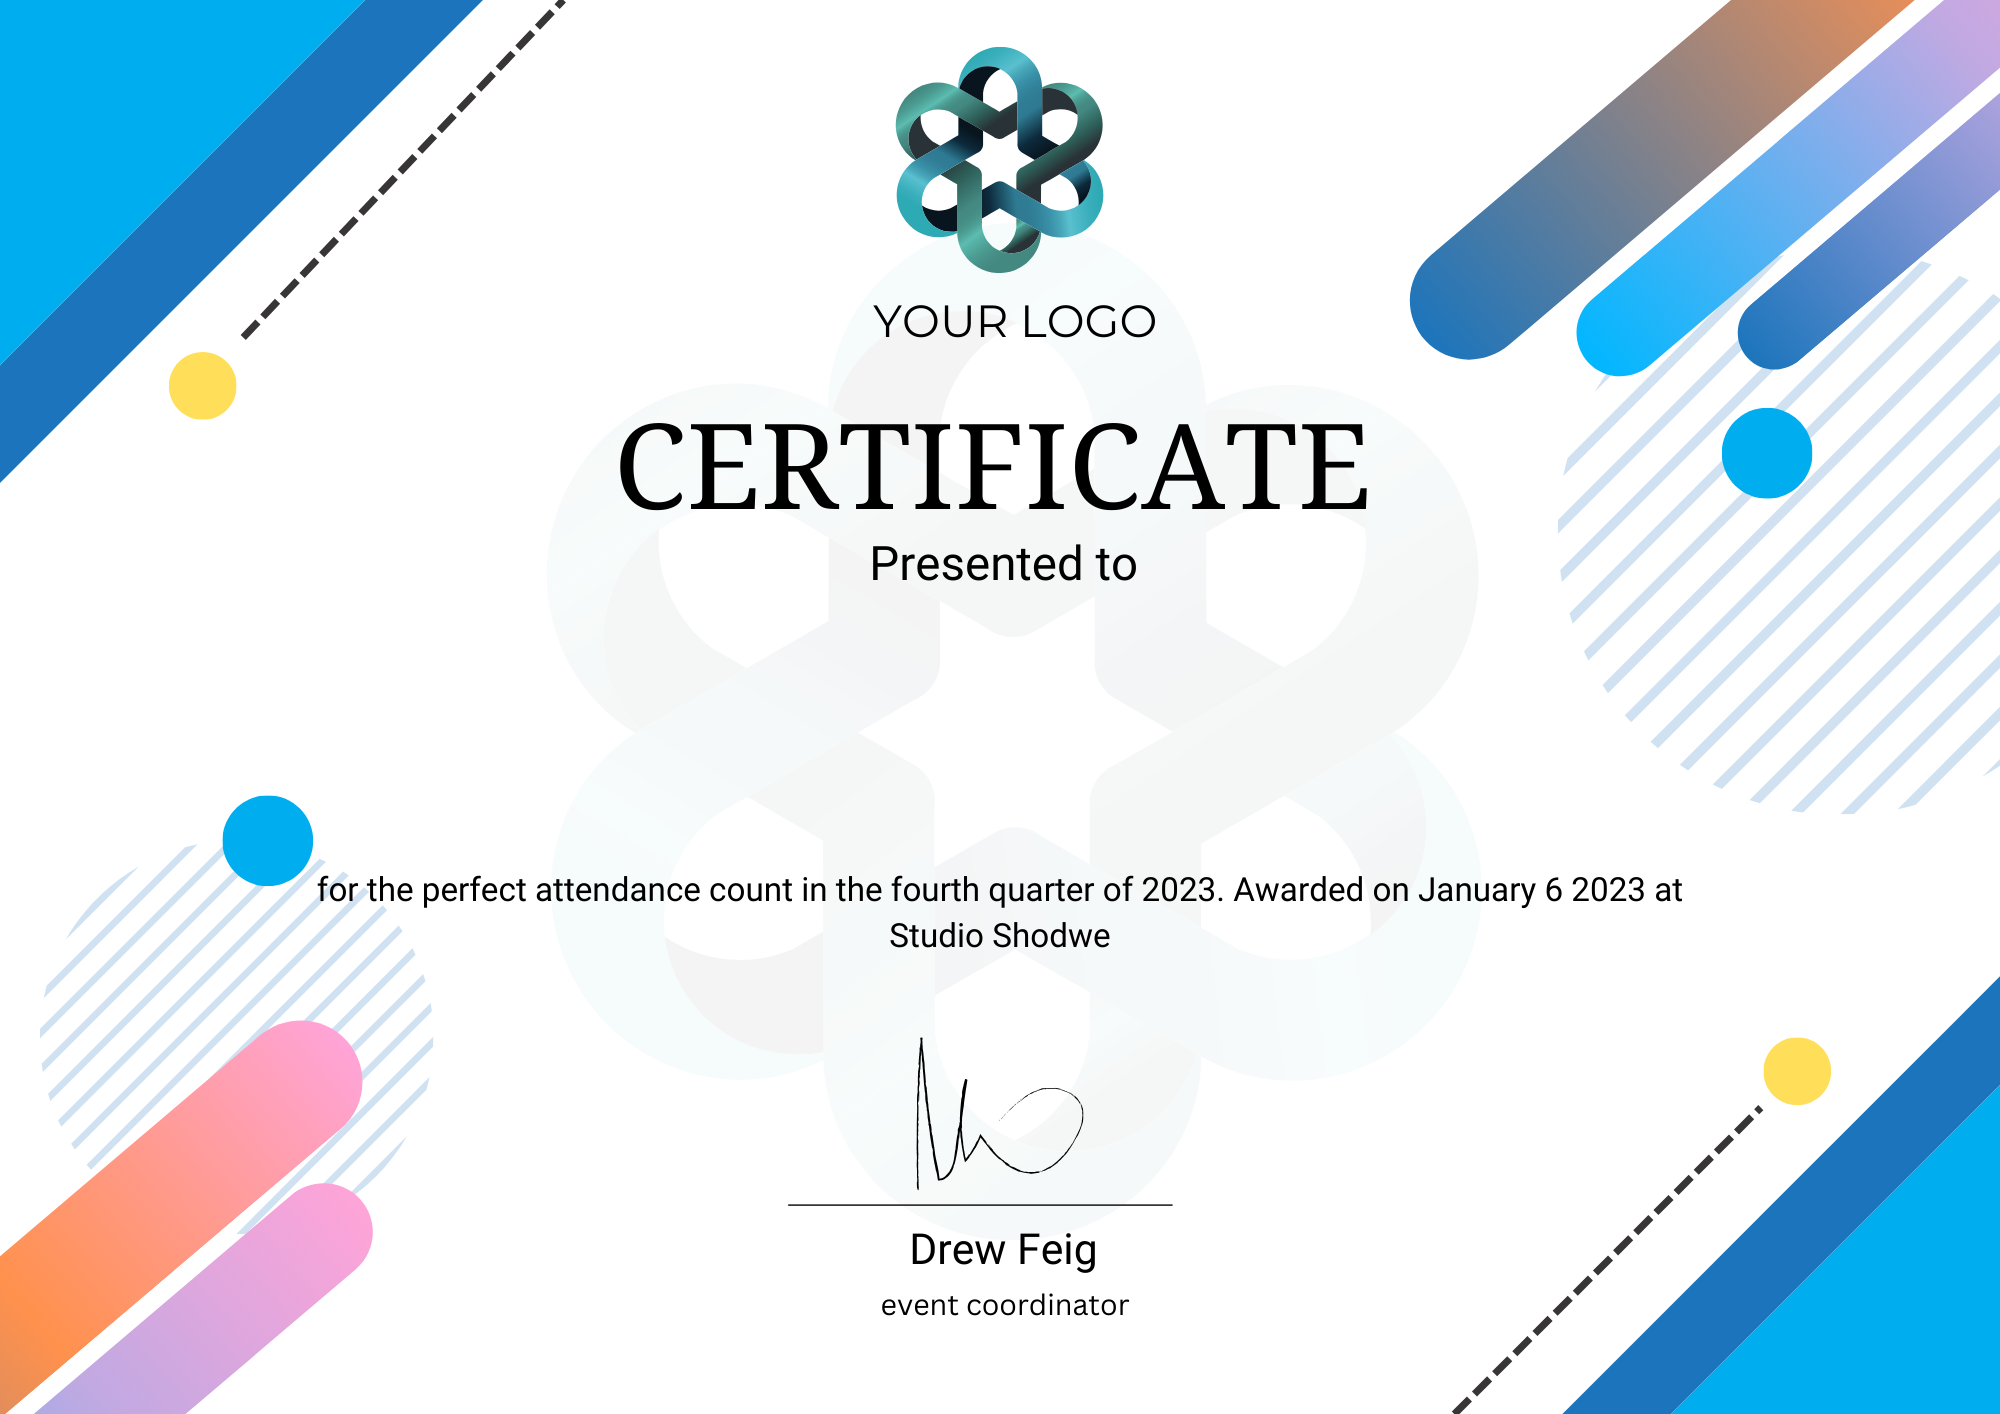 YOUR LOGO
CERTIFICATE
Presented to
for the perfect attendance count in the fourth quarter of 2023. Awarded on January 6 2023 at
Studio Shodwe
Drew Feig
event coordinator